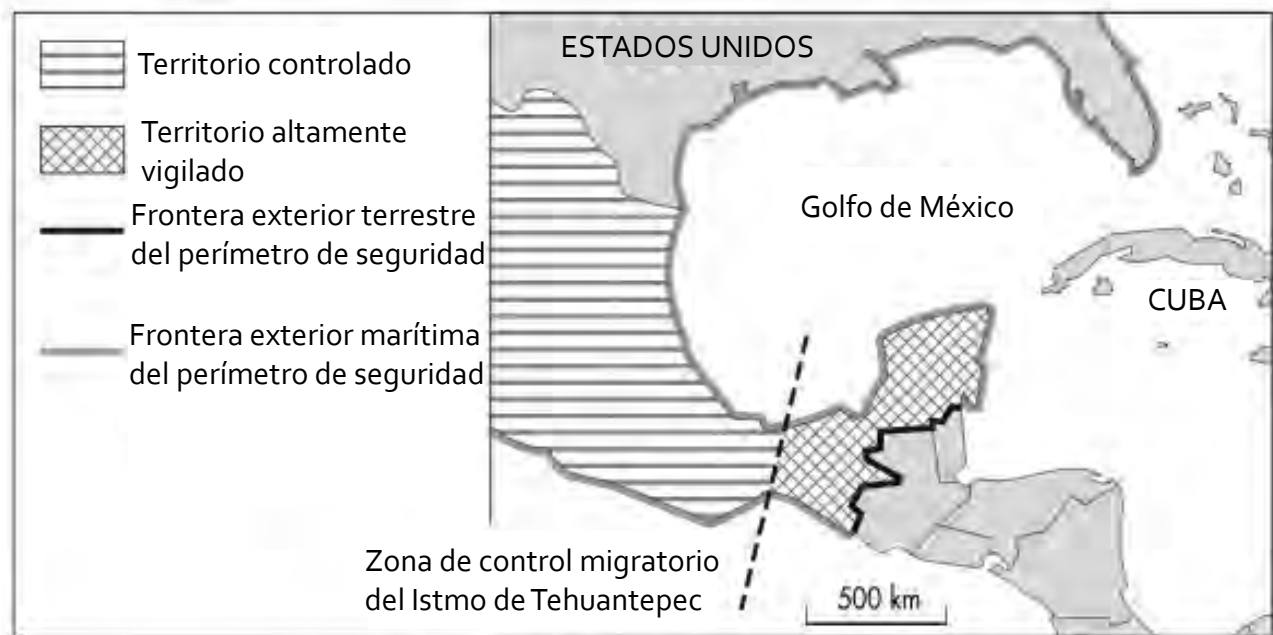 Territorio controlado
Territorio altamente
vigilado
Frontera exterior terrestre
del perímetro de seguridad
Frontera exterior marítima
del perímetro de seguridad
ESTADOS UNIDOS
Golfo de México
CUBA
Zona de control migratorio
del Istmo de Tehuantepec
500 km